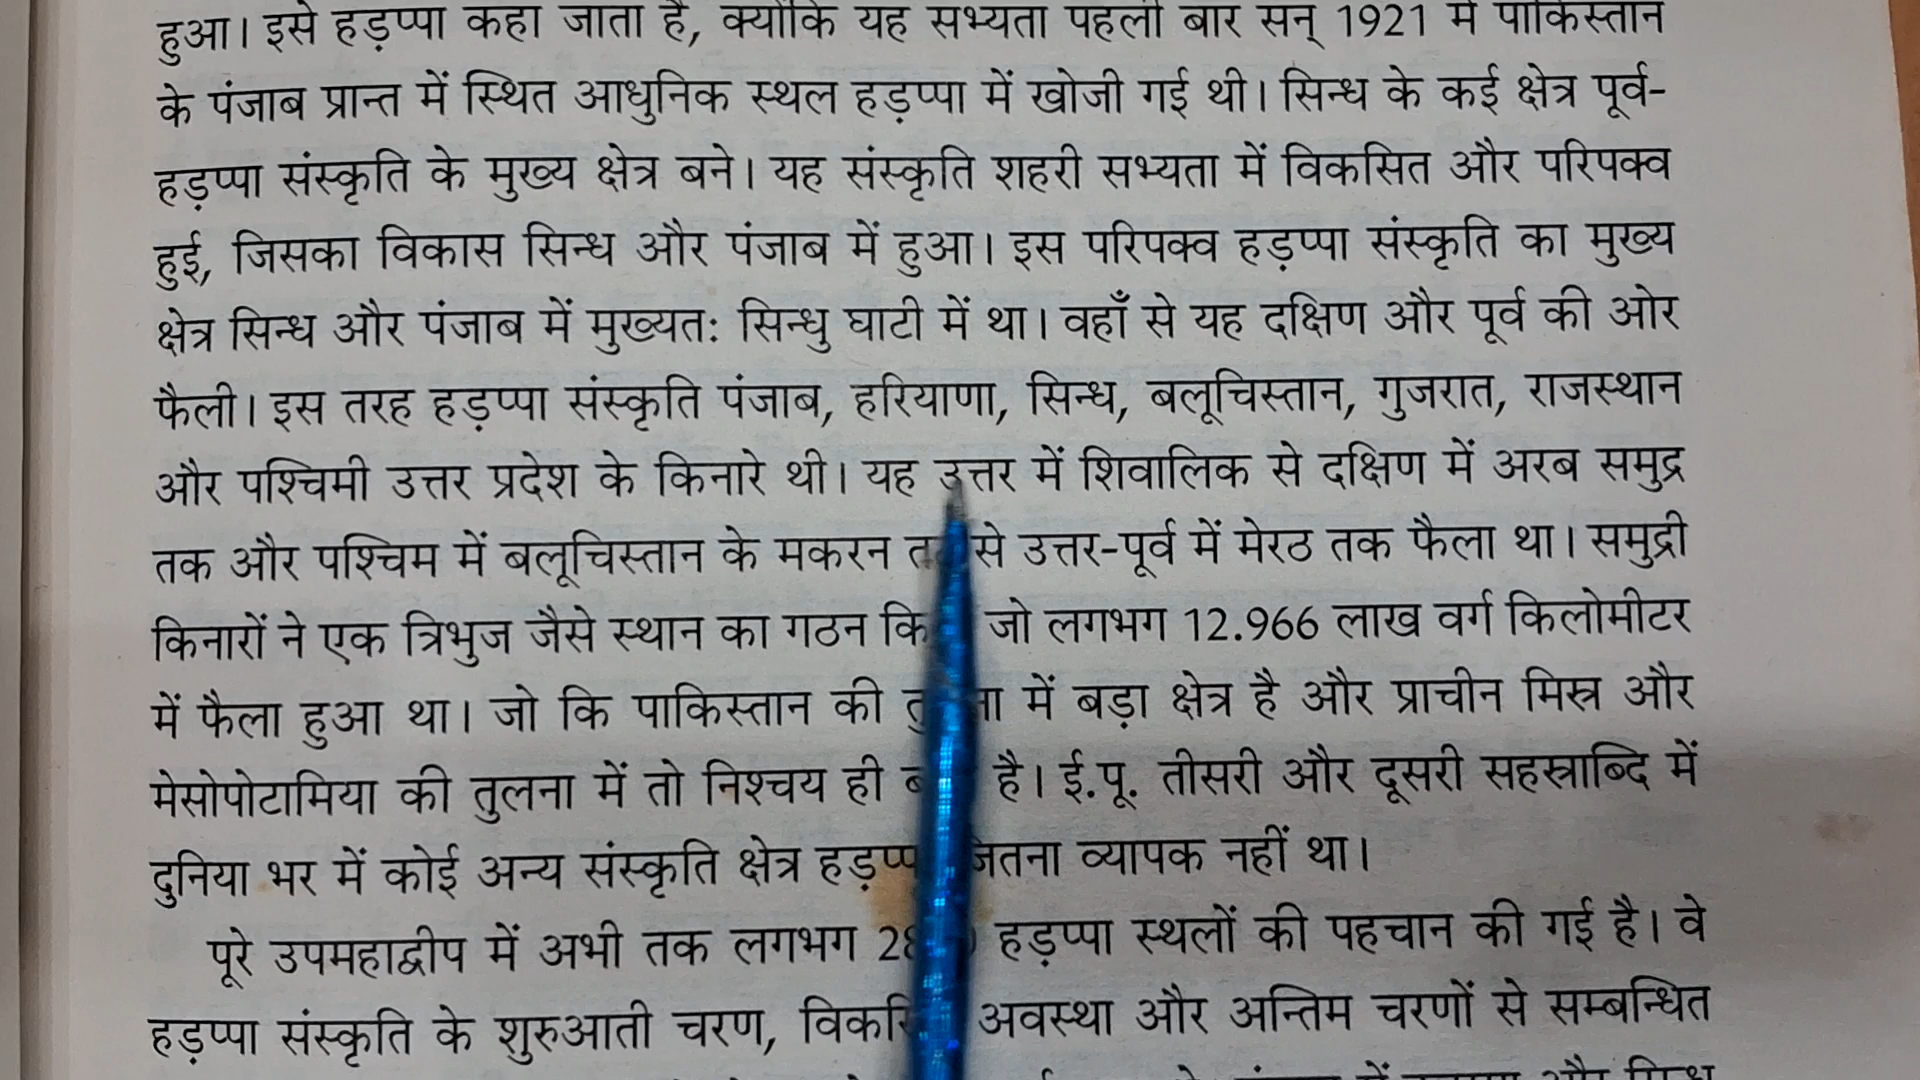 हुआ। इसे हड़प्पा कहा जाता है, क्योंकि यह सभ्यता पहली बार सन् 1921 में पाकिस्तान
के पंजाब प्रान्त में स्थित आधुनिक स्थल हड़प्पा में खोजी गई थी। सिन्ध के कई क्षेत्र पूर्व-
हड़प्पा संस्कृति के मुख्य क्षेत्र बने। यह संस्कृति शहरी सभ्यता में विकसित और परिपक्व
हुई, जिसका विकास सिन्ध और पंजाब में हुआ। इस परिपक्व हड़प्पा संस्कृति का मुख्य
क्षेत्र सिन्ध और पंजाब में मुख्यतः सिन्धु घाटी में था। वहाँ से यह दक्षिण और पूर्व की ओर
फैली। इस तरह हड़प्पा संस्कृति पंजाब, हरियाणा, सिन्ध, बलूचिस्तान, गुजरात, राजस्थान
और पश्चिमी उत्तर प्रदेश के किनारे थी। यह उत्तर में शिवालिक से दक्षिण में अरब समुद्र
तक और पश्चिम में बलूचिस्तान के मकरन से उत्तर-पूर्व में मेरठ तक फैला था। समुद्री
किनारों ने एक त्रिभुज जैसे स्थान का गठन जो लगभग 12.966 लाख वर्ग किलोमीटर
में फैला हुआ था। जो कि पाकिस्तान की में बड़ा क्षेत्र है और प्राचीन मिस्र और
मेसोपोटामिया की तुलना में तो निश्चय ही है। ई.पू. तीसरी और दूसरी सहस्राब्दि में
दुनिया भर में कोई अन्य संस्कृति क्षेत्र व्यापक नहीं था।
पूरे उपमहाद्वीप में अभी तक लगभग हड़प्पा स्थलों की पहचान की गई है। वे
हड़प्पा संस्कृति के शुरुआती चरण, अवस्था और अन्तिम चरणों से सम्बन्धित